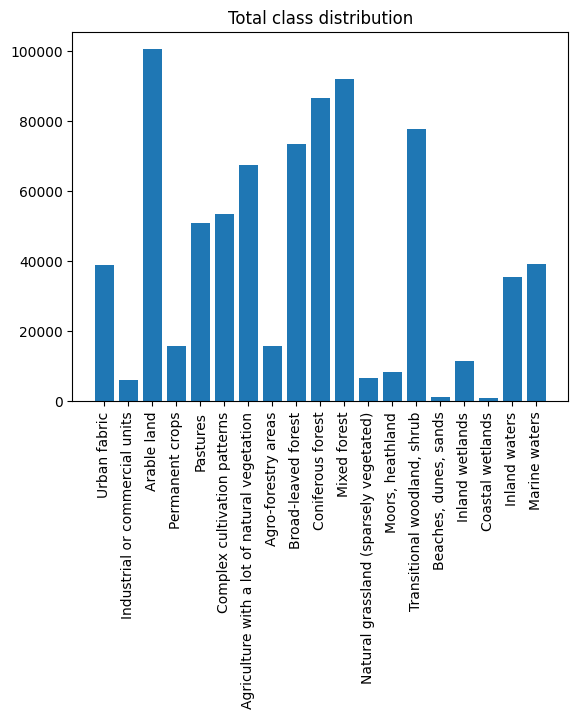 Total class distribution
100000
80000
60000
40000
20000
0
Urban fabric
Industrial or commercial units
Arable land
Permanent crops
Pastures
Complex cultivation patterns
Agriculture with a lot of natural vegetation
Agro-forestry areas
Broad-leaved forest
Coniferous forest
Mixed forest
Natural grassland (sparsely vegetated)
Moors, heathland
Transitional woodland, shrub
Beaches, dunes, sands
Inland wetlands
Coastal wetlands
Inland waters
Marine waters